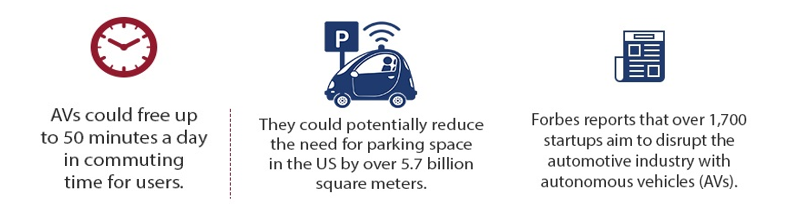 P
AVs could free up
to 50 minutes a day
in commuting
time for users.
They could potentially reduce
the need for parking space
in the US by over 5.7 billion
square meters.
Forbes reports that over 1,700
startups aim to disrupt the
automotive industry with
autonomous vehicles (AVs).